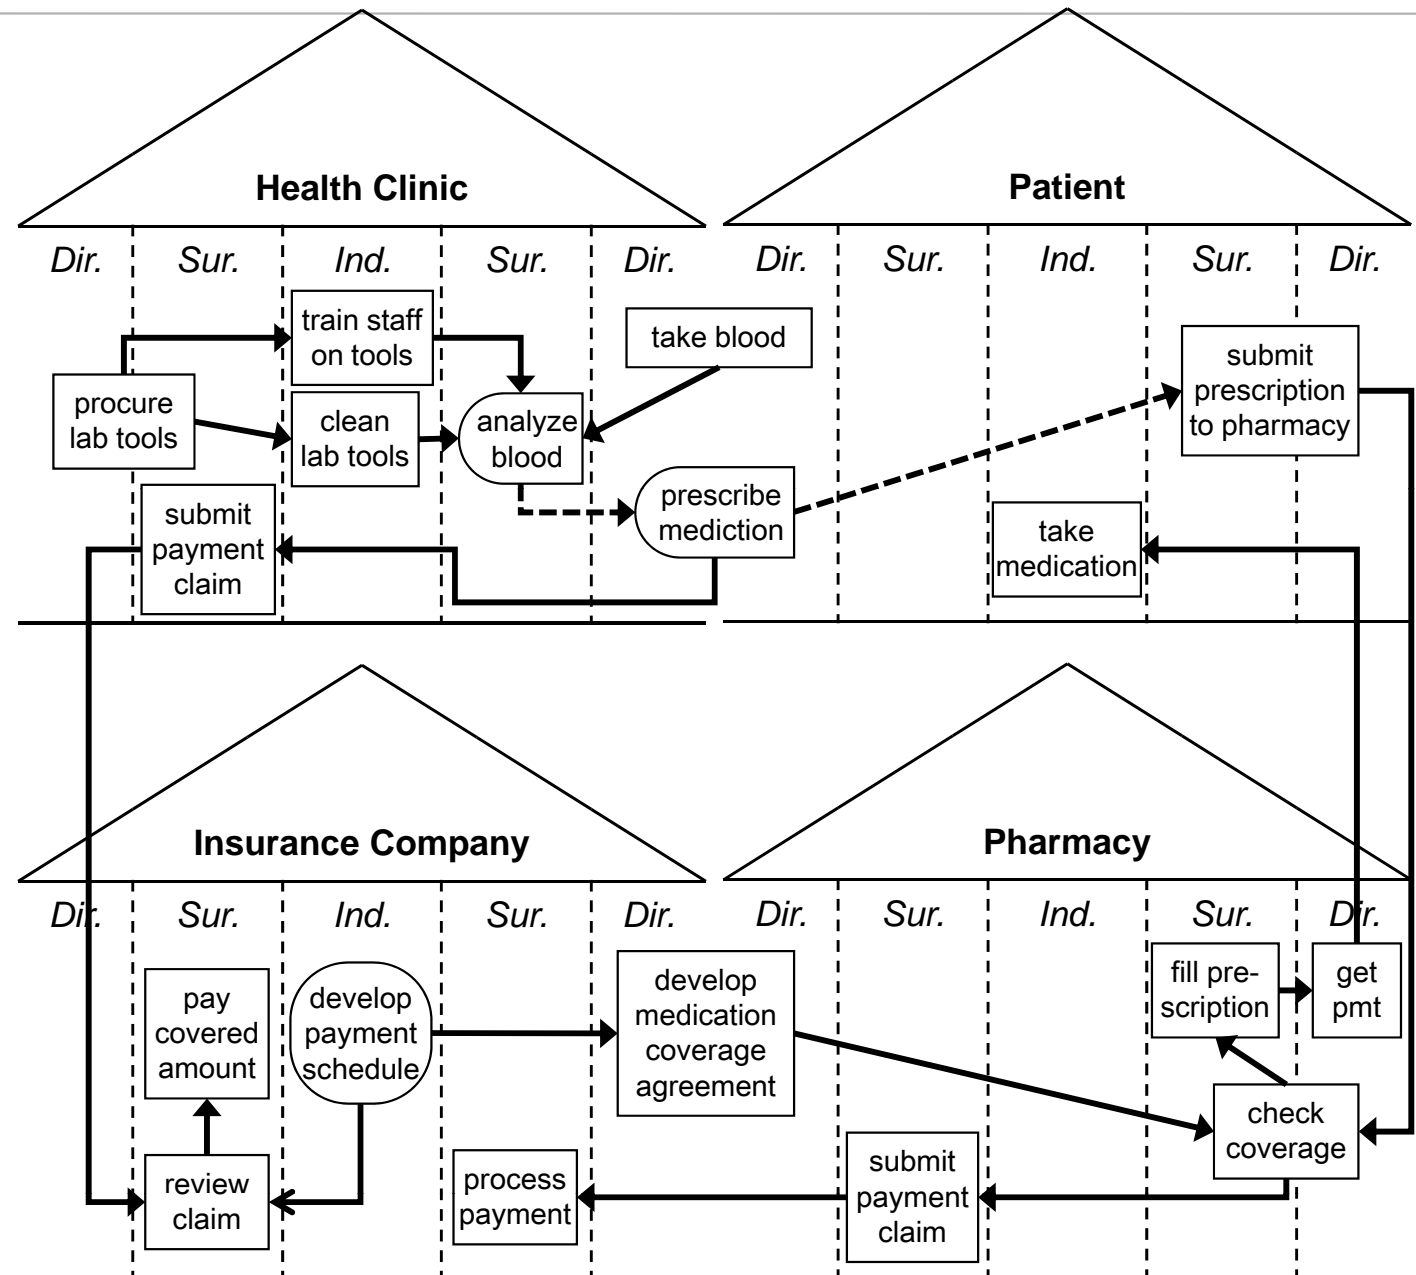 Health Clinic
Patient
Dir.
Sur.
Ind.
Sur.
Dir.
Dir.
Sur.
Ind.
Sur.
Dir.
train staff
on tools
take blood
submit
prescription
to pharmacy
procure
lab tools
clean
lab tools
analyze
blood
prescribe
mediction
submit
payment
claim
take
medication
Insurance Company
Pharmacy
Dir.
Sur.
Ind.
Sur.
Dir.
Dir.
Sur.
Ind.
Sur.
Dir.
pay
covered
amount
develop
payment
schedule
develop
medication
coverage
agreement
fill pre-
scription
get
pmt
check
coverage
review
claim
process
payment
submit
payment
claim